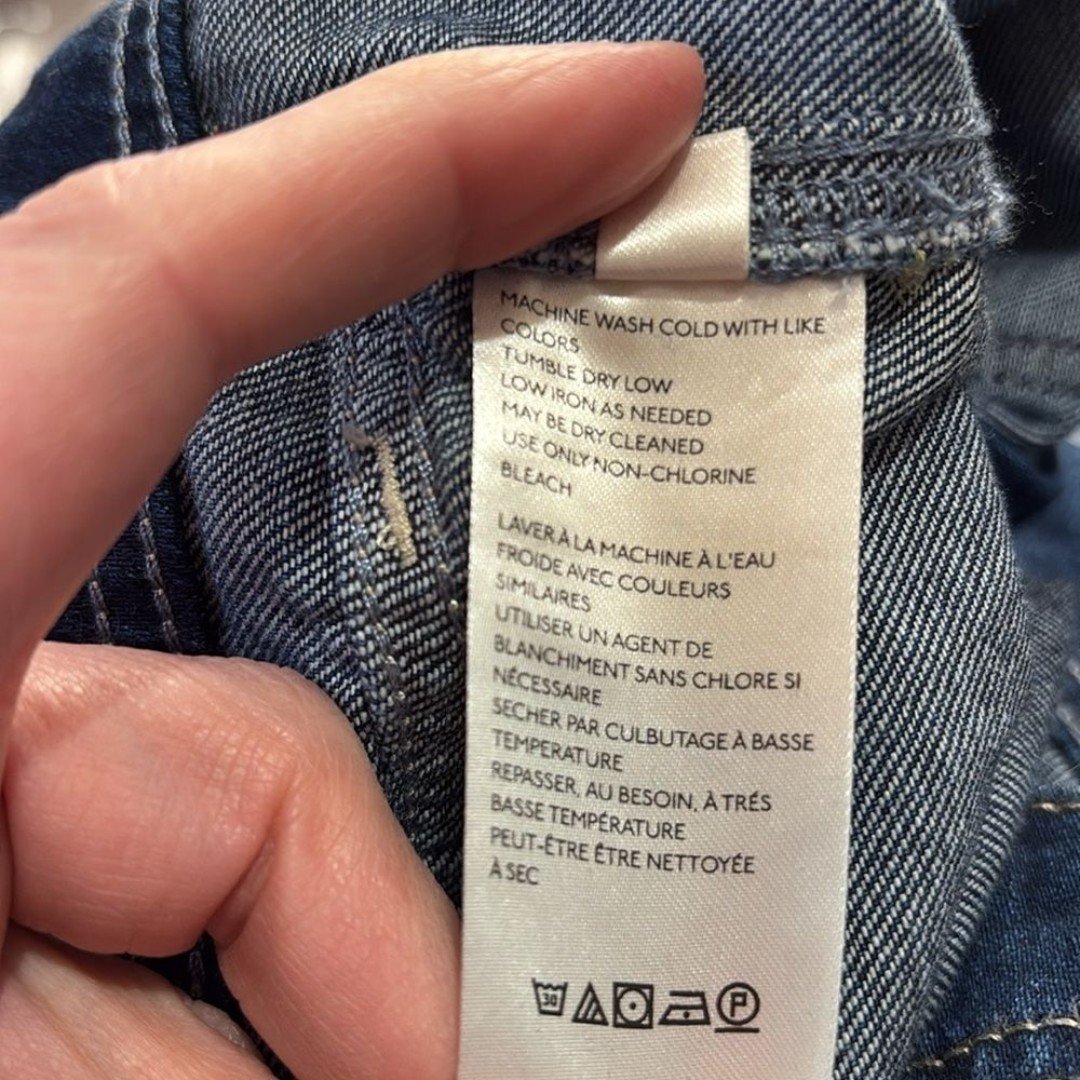 MACHINE WASH COLD WITH LIKE
COLORS
TUMBLE DRY LOW
LOW IRON AS NEEDED
MAY BE DRY CLEANED
USE ONLY NON-CHLORINE
BLEACH
LAVER À LA MACHINE À L'EAU
FROIDE AVEC COULEURS
SIMILAIRES
UTILISER UN AGENT DE
BLANCHIMENT SANS CHLORE SI
NÉCESSAIRE
SECHER PAR CULBUTAGE À BASSE
TEMPERATURE
REPASSER, AU BESOIN, À TRÉS
BASSE TEMPÉRATURE
PEUT-ÊTRE ÊTRE NETTOYÉE
À SEC
30 P